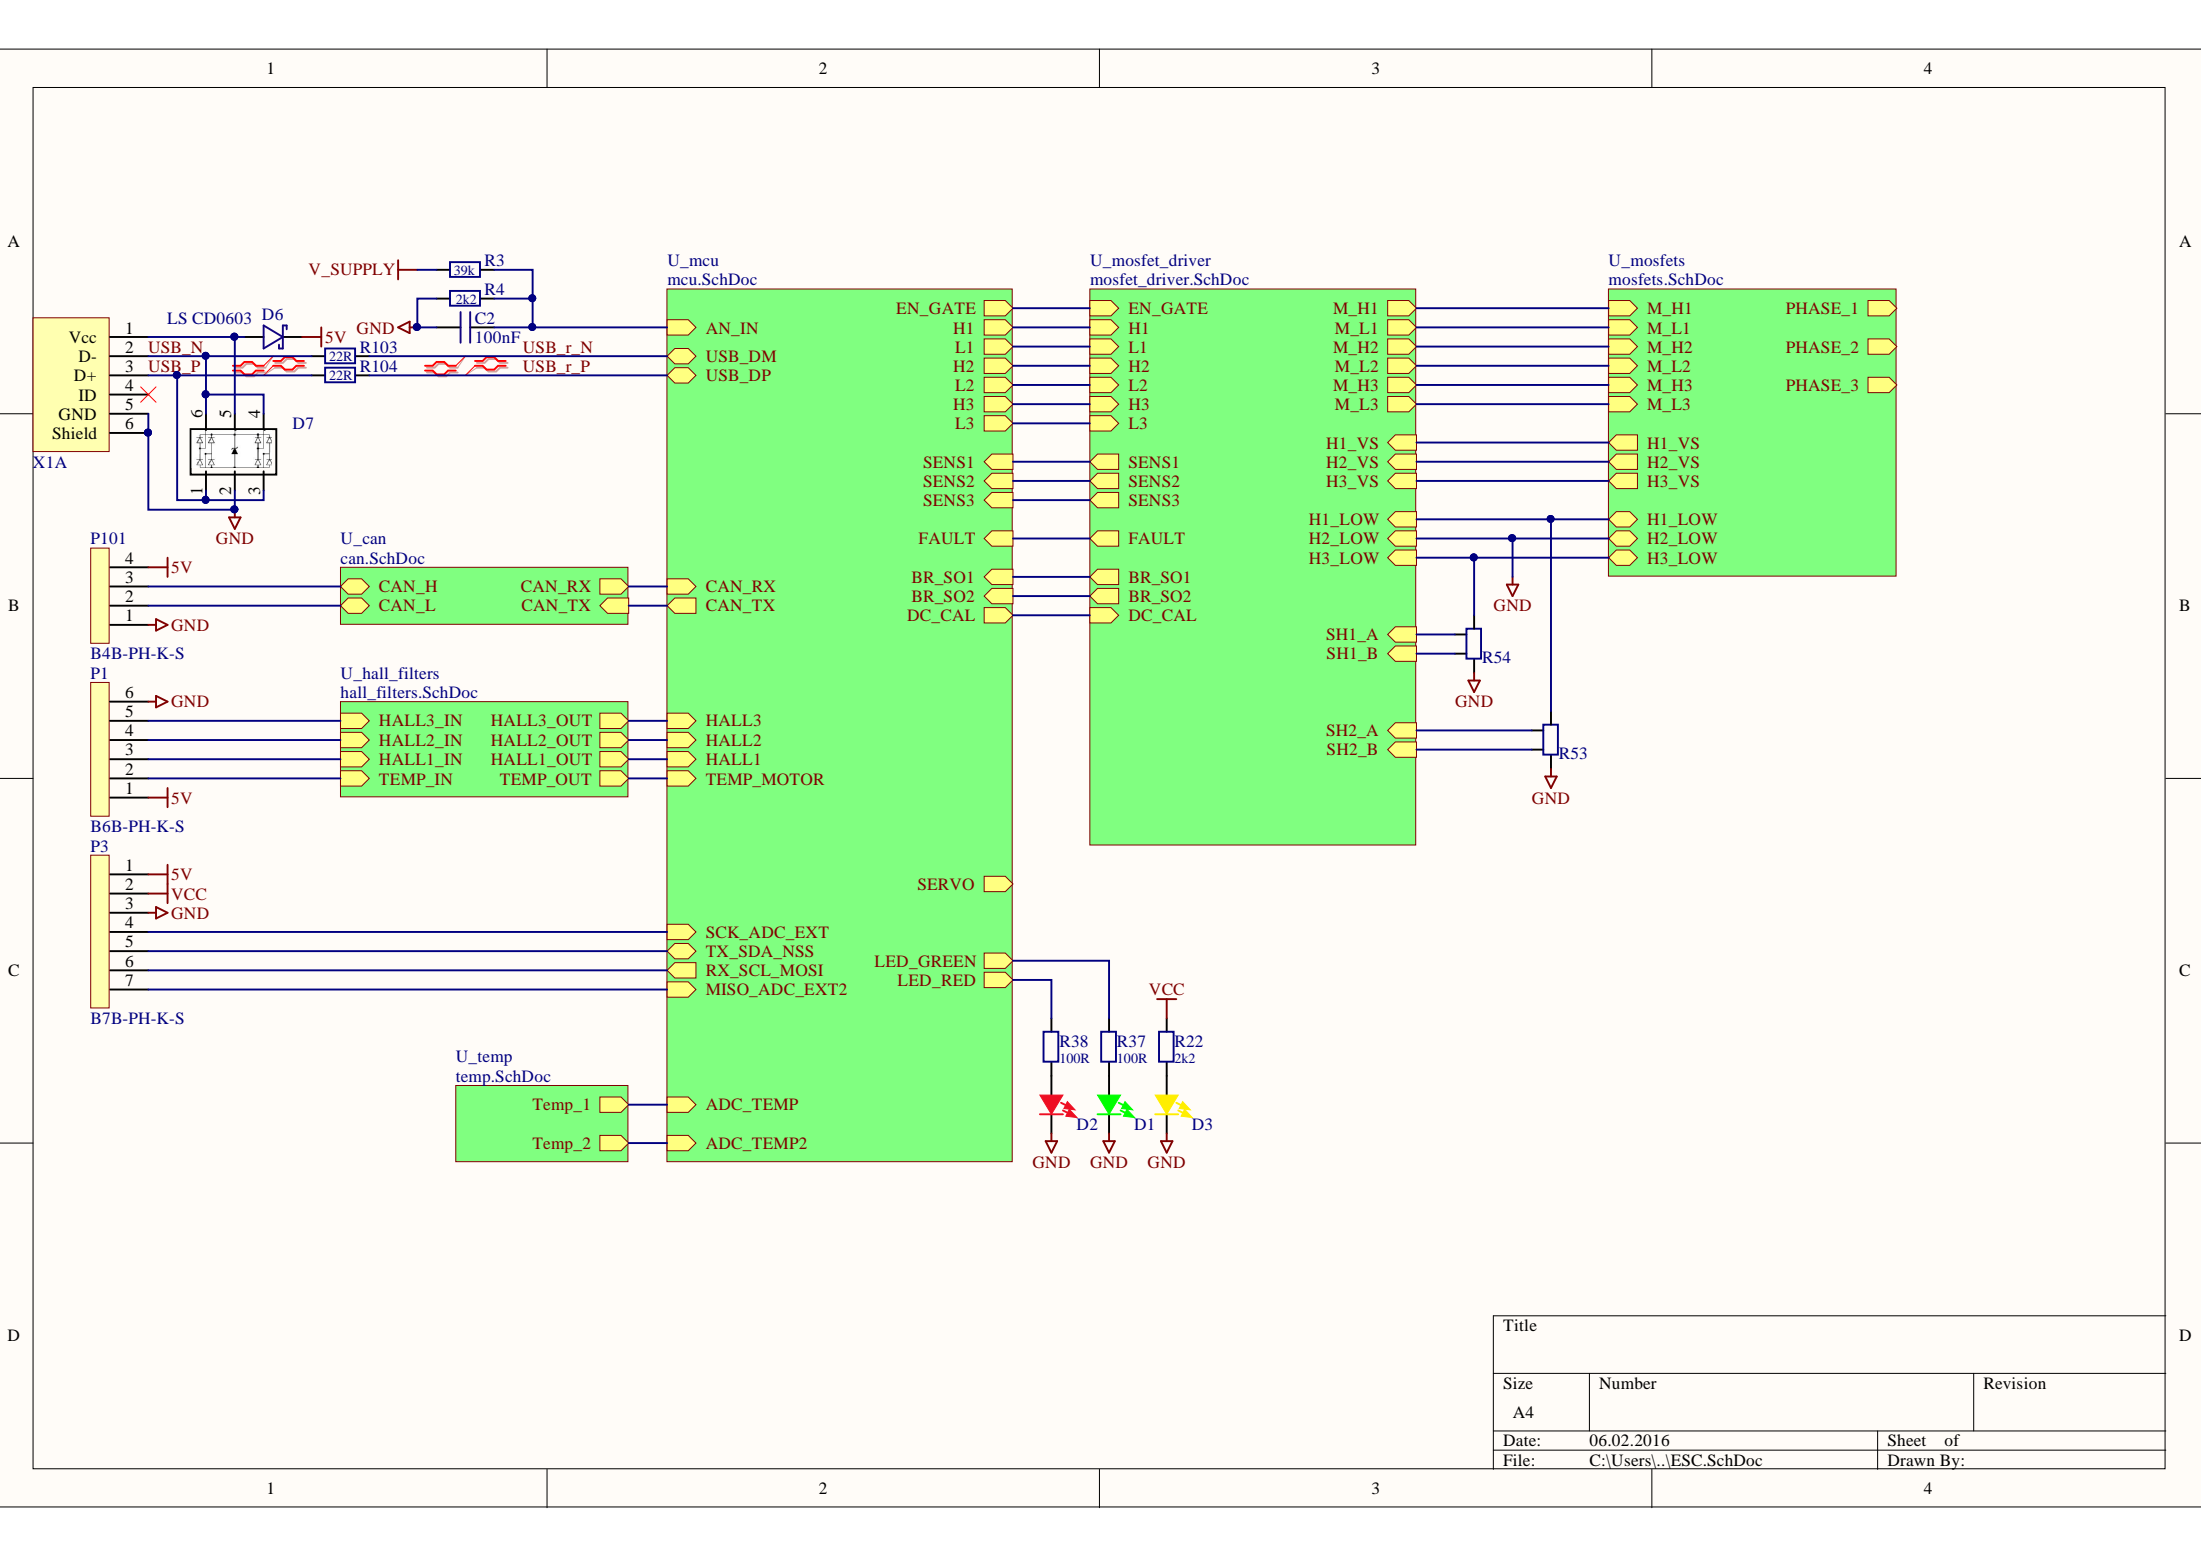 1 2 3 4
A A
B B
C C
D D
1 2 3 4
V_SUPPLY 39k R3
2k2 R4
GND C2
100nF
LS CD0603 D6
5V
Vcc 1
D- 2 USB_N 22R R103 USB_r_N
D+ 3 USB_P 22R R104 USB_r_P
ID 4
GND 5
Shield 6
X1A
6 5 4
D7
1 2 3
GND
P101
4 5V
3
2
1 GND
B4B-PH-K-S
U_can
can.SchDoc
CAN_H CAN_RX
CAN_L CAN_TX
P1
6 GND
5
4
3
2
1 5V
B6B-PH-K-S
U_hall_filters
hall_filters.SchDoc
HALL3_IN HALL3_OUT
HALL2_IN HALL2_OUT
HALL1_IN HALL1_OUT
TEMP_IN TEMP_OUT
P3
1 5V
2 VCC
3 GND
4
5
6
7
B7B-PH-K-S
U_temp
temp.SchDoc
Temp_1
Temp_2
U_mcu
mcu.SchDoc
AN_IN
USB_DM
USB_DP
CAN_RX
CAN_TX
HALL3
HALL2
HALL1
TEMP_MOTOR
SCK_ADC_EXT
TX_SDA_NSS
RX_SCL_MOSI
MISO_ADC_EXT2
ADC_TEMP
ADC_TEMP2
EN_GATE
H1
L1
H2
L2
H3
L3
SENS1
SENS2
SENS3
FAULT
BR_SO1
BR_SO2
DC_CAL
SERVO
LED_GREEN
LED_RED
VCC
R38 R37 R22
100R 100R 2k2
D2 D1 D3
GND GND GND
U_mosfet_driver
mosfet_driver.SchDoc
EN_GATE
H1
L1
H2
L2
H3
L3
SENS1
SENS2
SENS3
FAULT
BR_SO1
BR_SO2
DC_CAL
M_H1
M_L1
M_H2
M_L2
M_H3
M_L3
H1_VS
H2_VS
H3_VS
H1_LOW
H2_LOW
H3_LOW
SH1_A
SH1_B
SH2_A
SH2_B
GND
R54
GND
R53
GND
U_mosfets
mosfets.SchDoc
M_H1 PHASE_1
M_L1
M_H2 PHASE_2
M_L2
M_H3 PHASE_3
M_L3
H1_VS
H2_VS
H3_VS
H1_LOW
H2_LOW
H3_LOW
Title
Size Number Revision
A4
Date: 06.02.2016 Sheet of
File: C:\Users\..\ESC.SchDoc Drawn By: